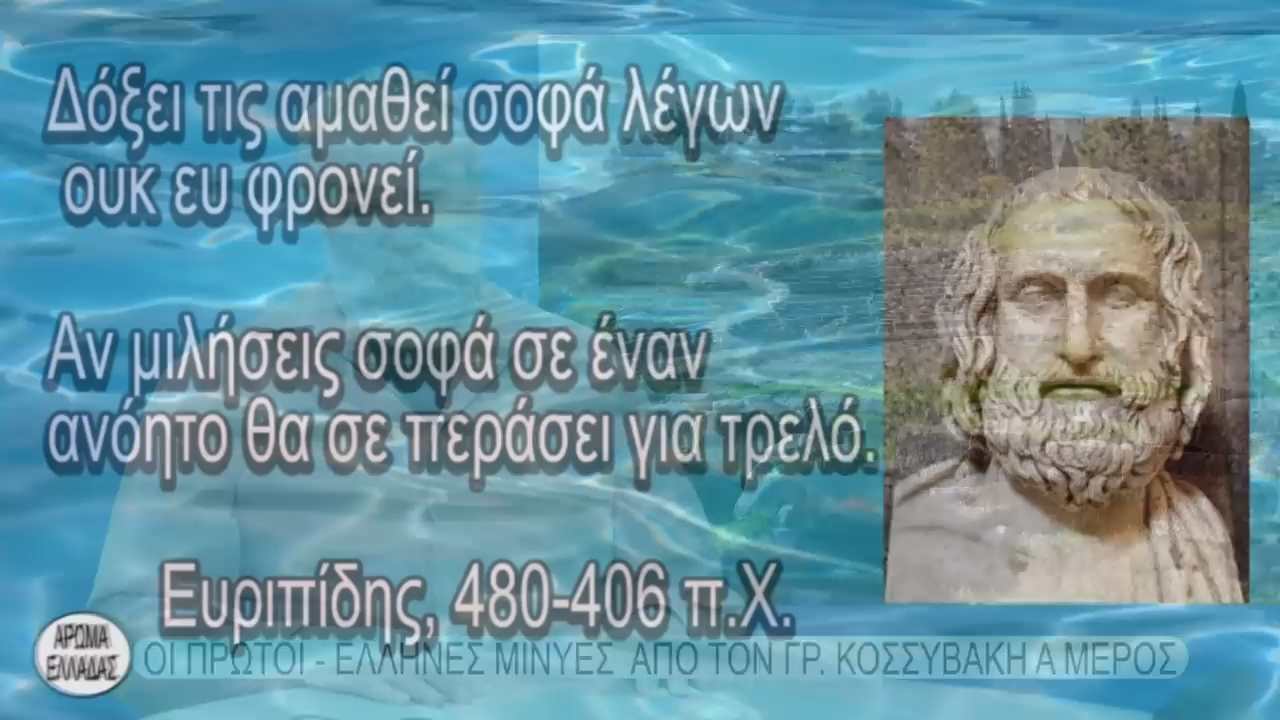 Δόξει τις αμαθεί σοφά λέγων
ουκ ευ φρονεί.
Αν μιλήσεις σοφά σε έναν
ανόητο θα σε περάσει για τρελό.
Ευριπίδης, 480-406 π.Χ.
ΑΡΩΜΑ
ΕΛΛΑΔΑΣ
ΟΙ ΠΡΩΤΟΙ - ΕΛΛΗΝΕΣ ΜΙΝΥΕΣ ΑΠΟ ΤΟΝ ΓΡ. ΚΟΣΣΥΒΑΚΗ Α ΜΕΡΟΣ